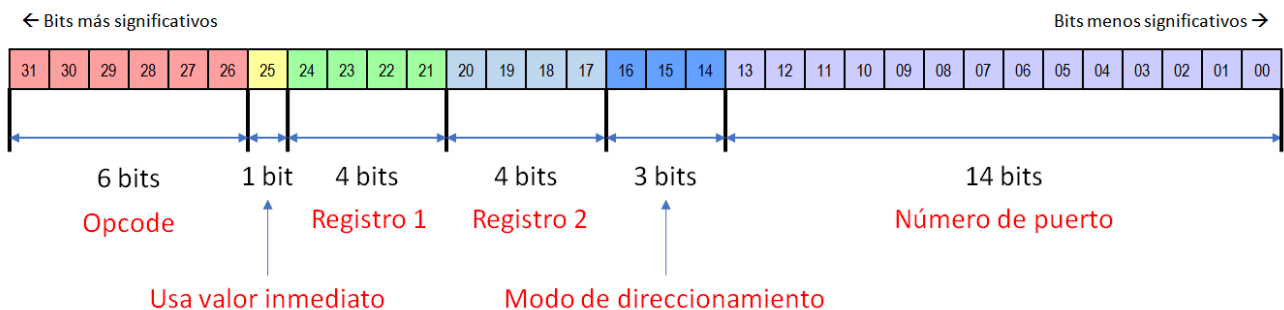 ← Bits más significativos Bits menos significativos →
31 30 29 28 27 26 25 24 23 22 21 20 19 18 17 16 15 14 13 12 11 10 09 08 07 06 05 04 03 02 01 00
6 bits 1 bit 4 bits 4 bits 3 bits 14 bits
Opcode Registro 1 Registro 2 Número de puerto
Usa valor inmediato Modo de direccionamiento